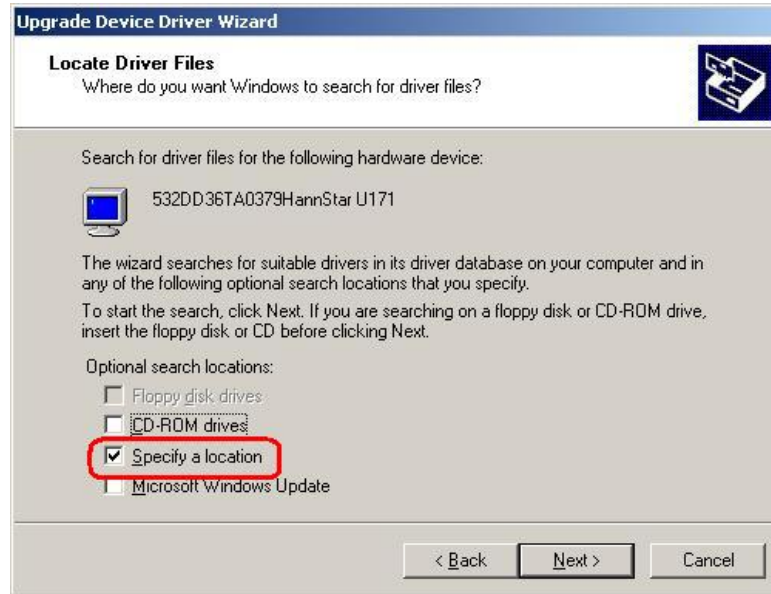 Upgrade Device Driver Wizard
Locate Driver Files
Where do you want Windows to search for driver files?
Search for driver files for the following hardware device:
532DD36TA0379HannStar U171
The wizard searches for suitable drivers in its driver database on your computer and in
any of the following optional search locations that you specify.
To start the search, click Next. If you are searching on a floppy disk or CD-ROM drive,
insert the floppy disk or CD before clicking Next.
Optional search locations:
Floppy disk drives
CD-ROM drives
Specify a location
Microsoft Windows Update
< Back Next > Cancel